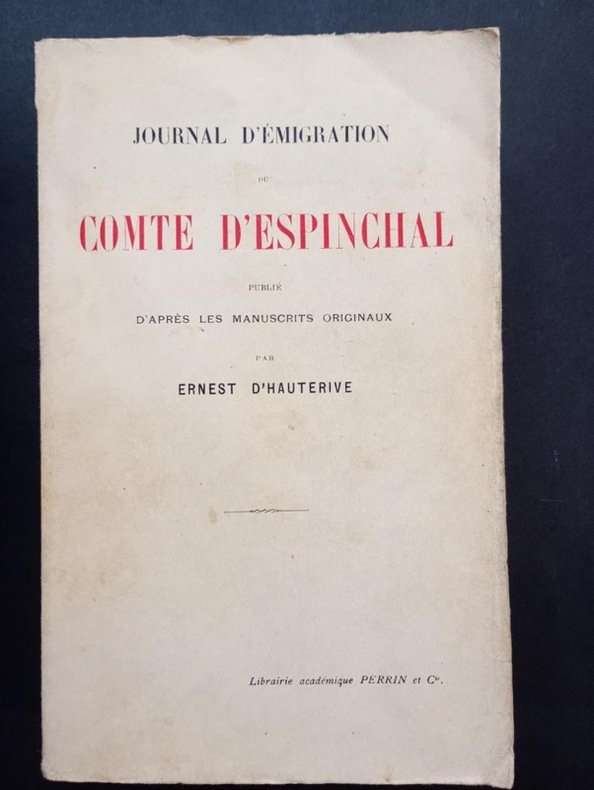 JOURNAL D'ÉMIGRATION
DU
COMTE D'ESPINCHAL
PUBLIÉ
D'APRÈS LES MANUSCRITS ORIGINAUX
PAR
ERNEST D'HAUTERIVE
Librairie académique PERRIN et Cie.